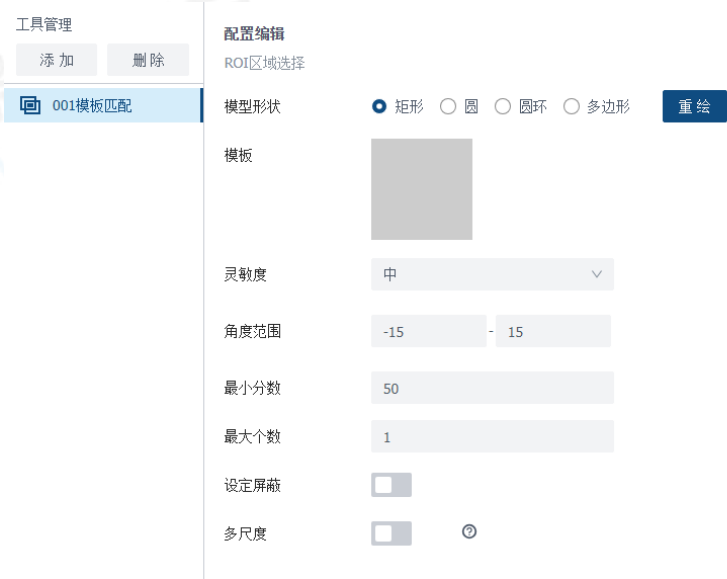 工具管理
添加 删除
001模板匹配
配置编辑
ROI区域选择
模型形状 矩形 圆 圆环 多边形 重绘
模板
灵敏度 中
角度范围 -15 - 15
最小分数 50
最大个数 1
设定屏蔽
多尺度